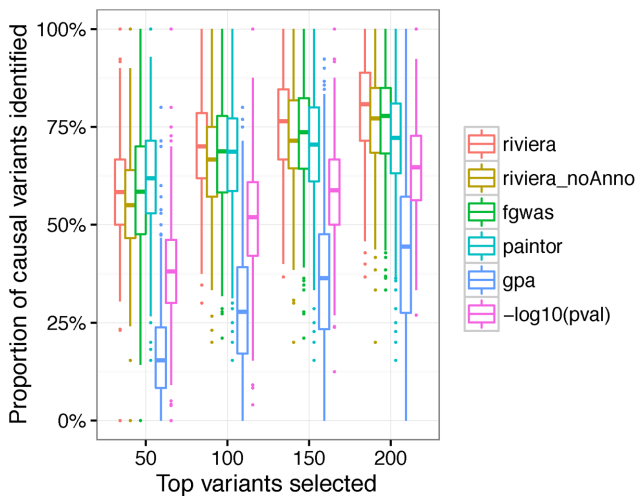 Proportion of causal variants identified
100%
75%
50%
25%
0%
50
100
150
200
Top variants selected
riviera
riviera_noAnno
fgwas
paintor
gpa
−log10(pval)